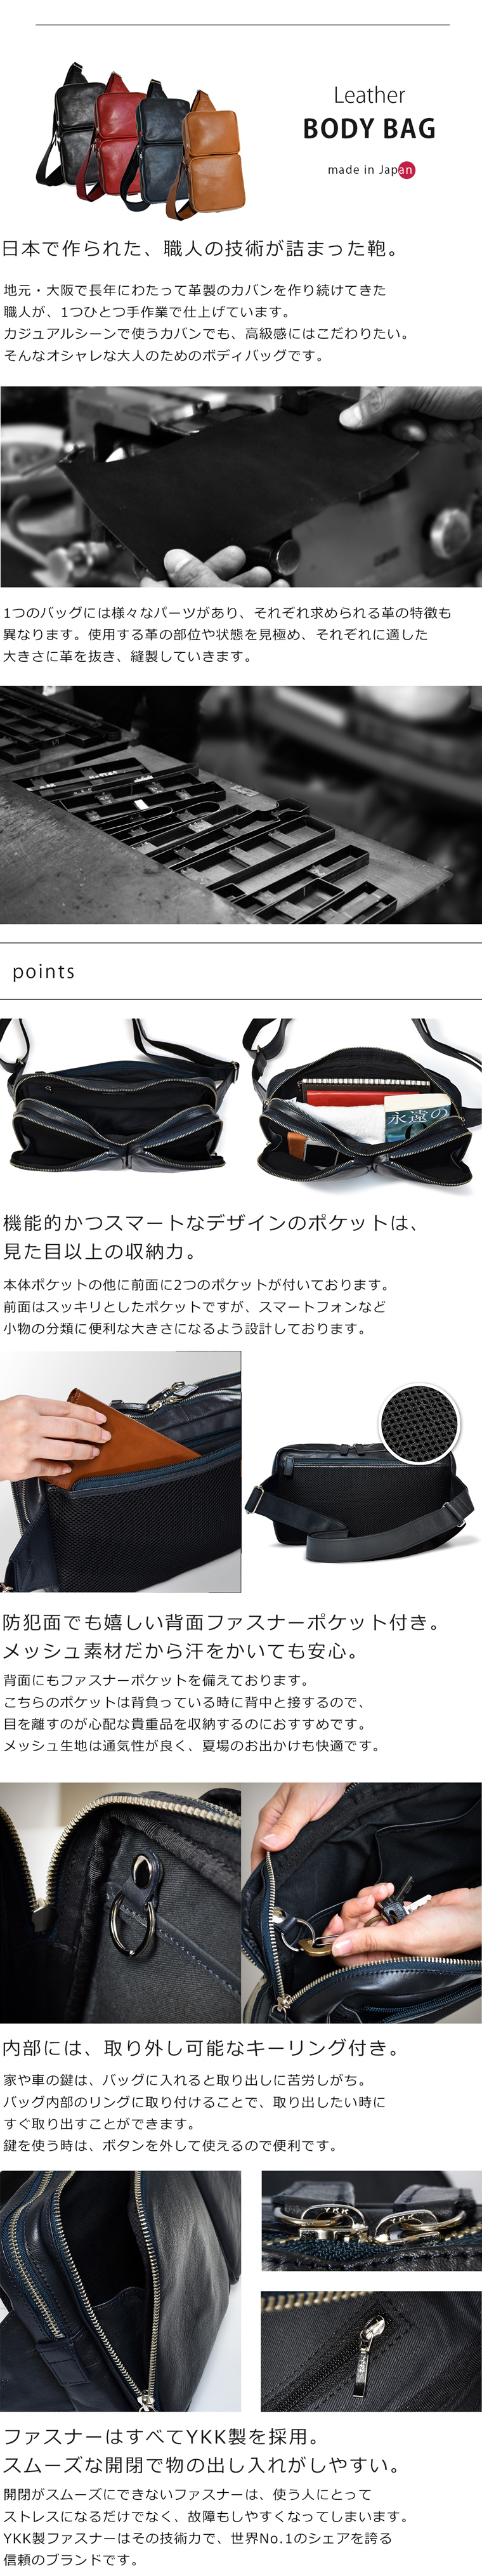 Leather
BODY BAG
made in Japan
日本で作られた、職人の技術が詰まった鞄。
地元・大阪で長年にわたって革製のカバンを作り続けてきた
職人が、1つひとつ手作業で仕上げています。
カジュアルシーンで使うカバンでも、高級感にはこだわりたい。
そんなオシャレな大人のためのボディバッグです。
1つのバッグには様々なパーツがあり、それぞれ求められる革の特徴も
異なります。使用する革の部位や状態を見極め、それぞれに適した
大きさに革を抜き、縫製していきます。
points
永遠の
機能的かつスマートなデザインのポケットは、
見た目以上の収納力。
本体ポケットの他に前面に2つのポケットが付いております。
前面はスッキリとしたポケットですが、スマートフォンなど
小物の分類に便利な大きさになるよう設計しております。
防犯面でも嬉しい背面ファスナーポケット付き。
メッシュ素材だから汗をかいても安心。
背面にもファスナーポケットを備えております。
こちらのポケットは背負っている時に背中と接するので、
目を離すのが心配な貴重品を収納するのにおすすめです。
メッシュ生地は通気性が良く、夏場のお出かけも快適です。
内部には、取り外し可能なキーリング付き。
家や車の鍵は、バッグに入れると取り出しに苦労しがち。
バッグ内部のリングに取り付けることで、取り出したい時に
すぐ取り出すことができます。
鍵を使う時は、ボタンを外して使えるので便利です。
YKK
YKK
ファスナーはすべてYKK製を採用。
スムーズな開閉で物の出し入れがしやすい。
開閉がスムーズにできないファスナーは、使う人にとって
ストレスになるだけでなく、故障もしやすくなってしまいます。
YKK製ファスナーはその技術力で、世界No.1のシェアを誇る
信頼のブランドです。